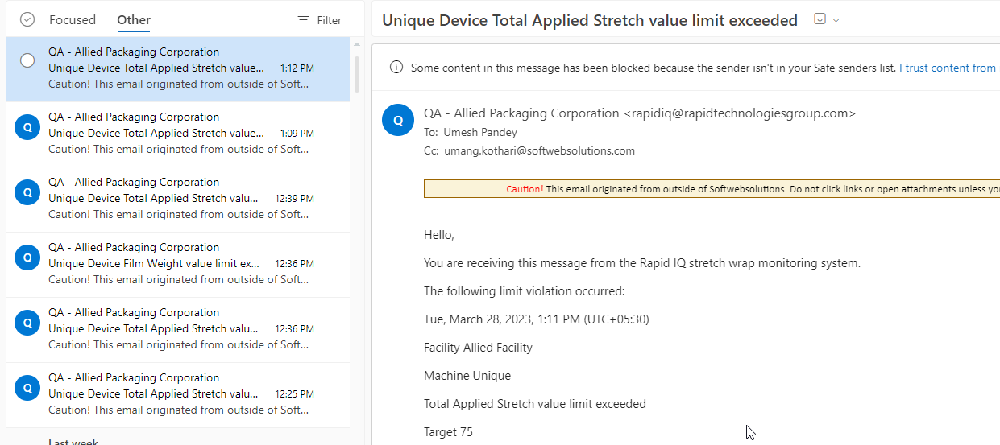 Focused Other Filter
QA - Allied Packaging Corporation
Unique Device Total Applied Stretch value... 1:12 PM
Caution! This email originated from outside of Soft...
Q
QA - Allied Packaging Corporation
Unique Device Total Applied Stretch value... 1:09 PM
Caution! This email originated from outside of Soft...
Q
QA - Allied Packaging Corporation
Unique Device Total Applied Stretch valu... 12:39 PM
Caution! This email originated from outside of Soft...
Q
QA - Allied Packaging Corporation
Unique Device Film Weight value limit ex... 12:36 PM
Caution! This email originated from outside of Soft...
Q
QA - Allied Packaging Corporation
Unique Device Total Applied Stretch valu... 12:36 PM
Caution! This email originated from outside of Soft...
Q
QA - Allied Packaging Corporation
Unique Device Total Applied Stretch valu... 12:25 PM
Caution! This email originated from outside of Soft...
Last week
Unique Device Total Applied Stretch value limit exceeded
Some content in this message has been blocked because the sender isn't in your Safe senders list. I trust content from
Q
QA - Allied Packaging Corporation <rapidiq@rapidtechnologiesgroup.com>
To: Umesh Pandey
Cc: umang.kothari@softwebsolutions.com
Caution! This email originated from outside of Softwebsolutions. Do not click links or open attachments unless you
Hello,
You are receiving this message from the Rapid IQ stretch wrap monitoring system.
The following limit violation occurred:
Tue, March 28, 2023, 1:11 PM (UTC+05:30)
Facility Allied Facility
Machine Unique
Total Applied Stretch value limit exceeded
Target 75